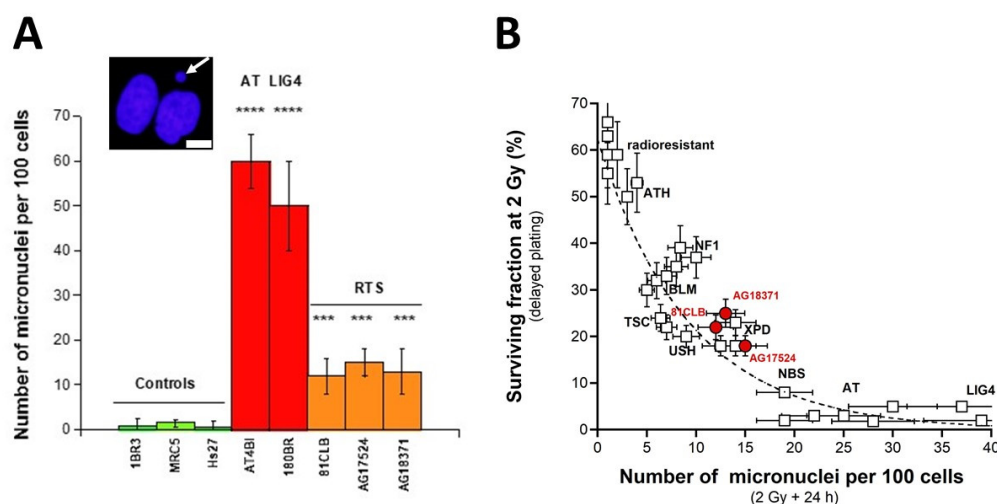 A
AT LIG4
**** ****
Number of micronuclei per 100 cells
70
60
50
40
30
20
10
0
RTS
*** *** ***
Controls
1BR3
MRC5
Hs27
AT4BI
180BR
81CLB
AG17524
AG18371
B
Surviving fraction at 2 Gy (%)
(delayed plating)
70
60
50
40
30
20
10
0
radioresistant
ATH
NF1
BLM
AG18371
81CLB
TSC
XPD
USH
AG17524
NBS
AT
LIG4
0 5 10 15 20 25 30 35 40
Number of micronuclei per 100 cells
(2 Gy + 24 h)